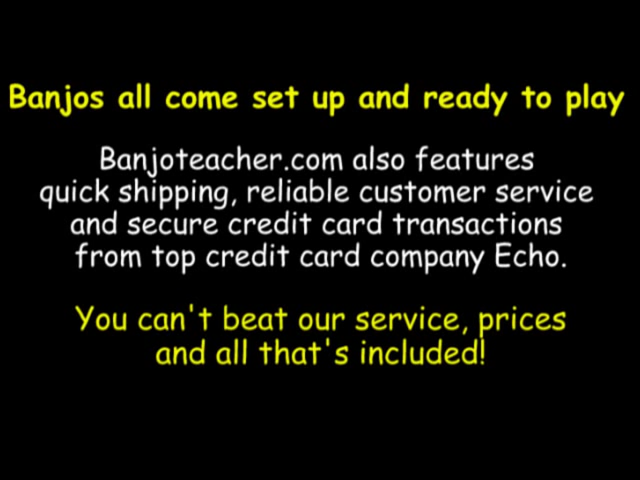 Banjos all come set up and ready to play
Banjoteacher.com also features
quick shipping, reliable customer service
and secure credit card transactions
from top credit card company Echo.
You can't beat our service, prices
and all that's included!